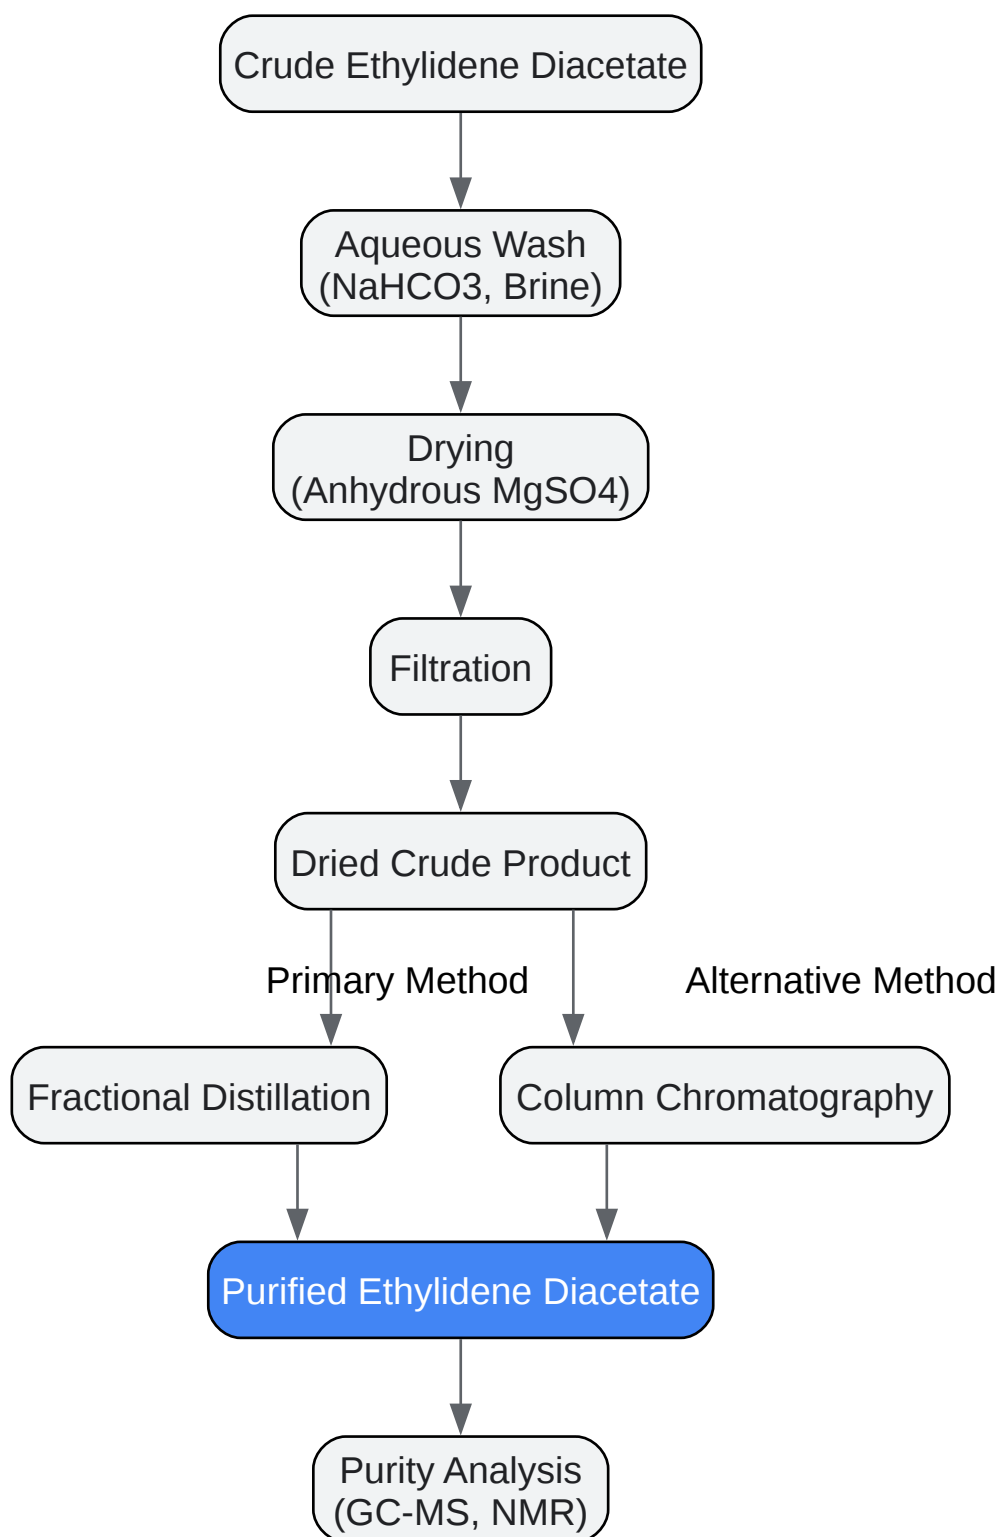 Crude Ethylidene Diacetate
Aqueous Wash
(NaHCO3, Brine)
Drying
(Anhydrous MgSO4)
Filtration
Dried Crude Product
Primary Method
Alternative Method
Fractional Distillation
Column Chromatography
Purified Ethylidene Diacetate
Purity Analysis
(GC-MS, NMR)